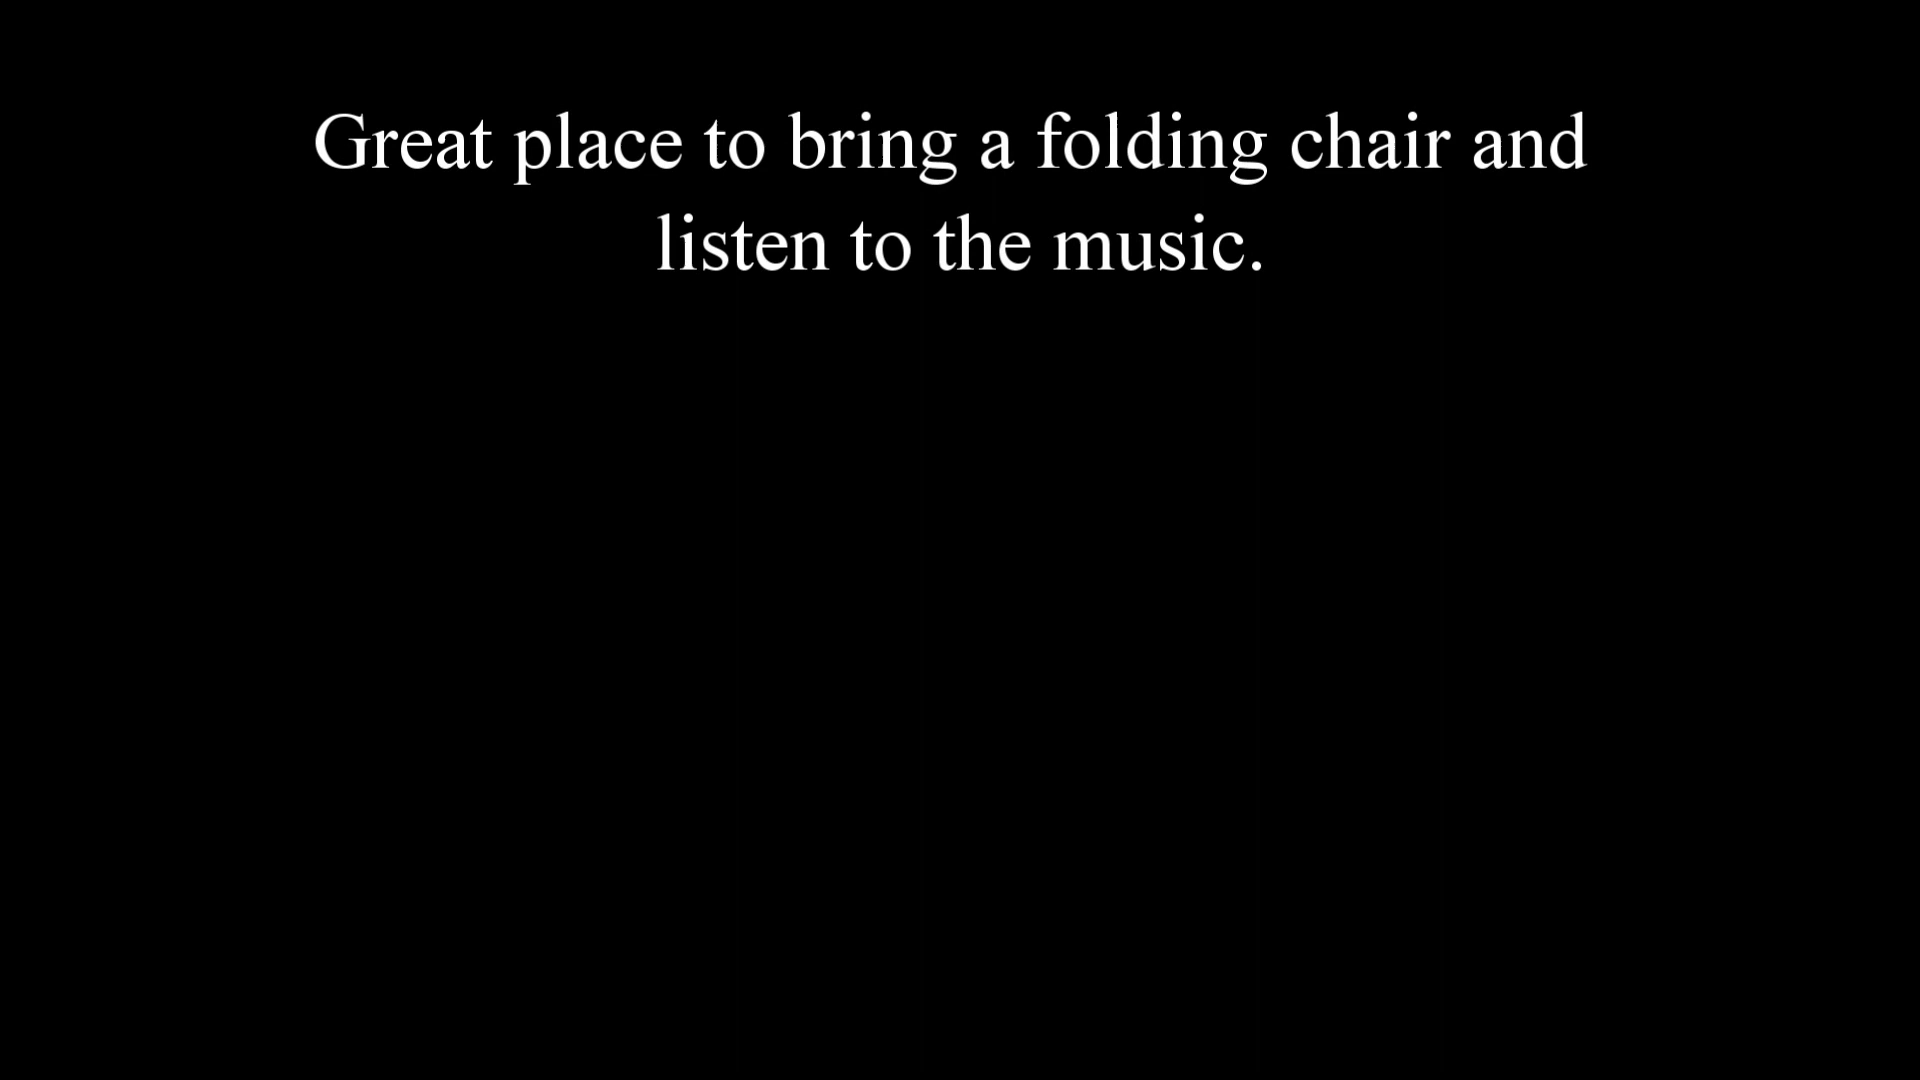 Great place to bring a folding chair and
listen to the music.